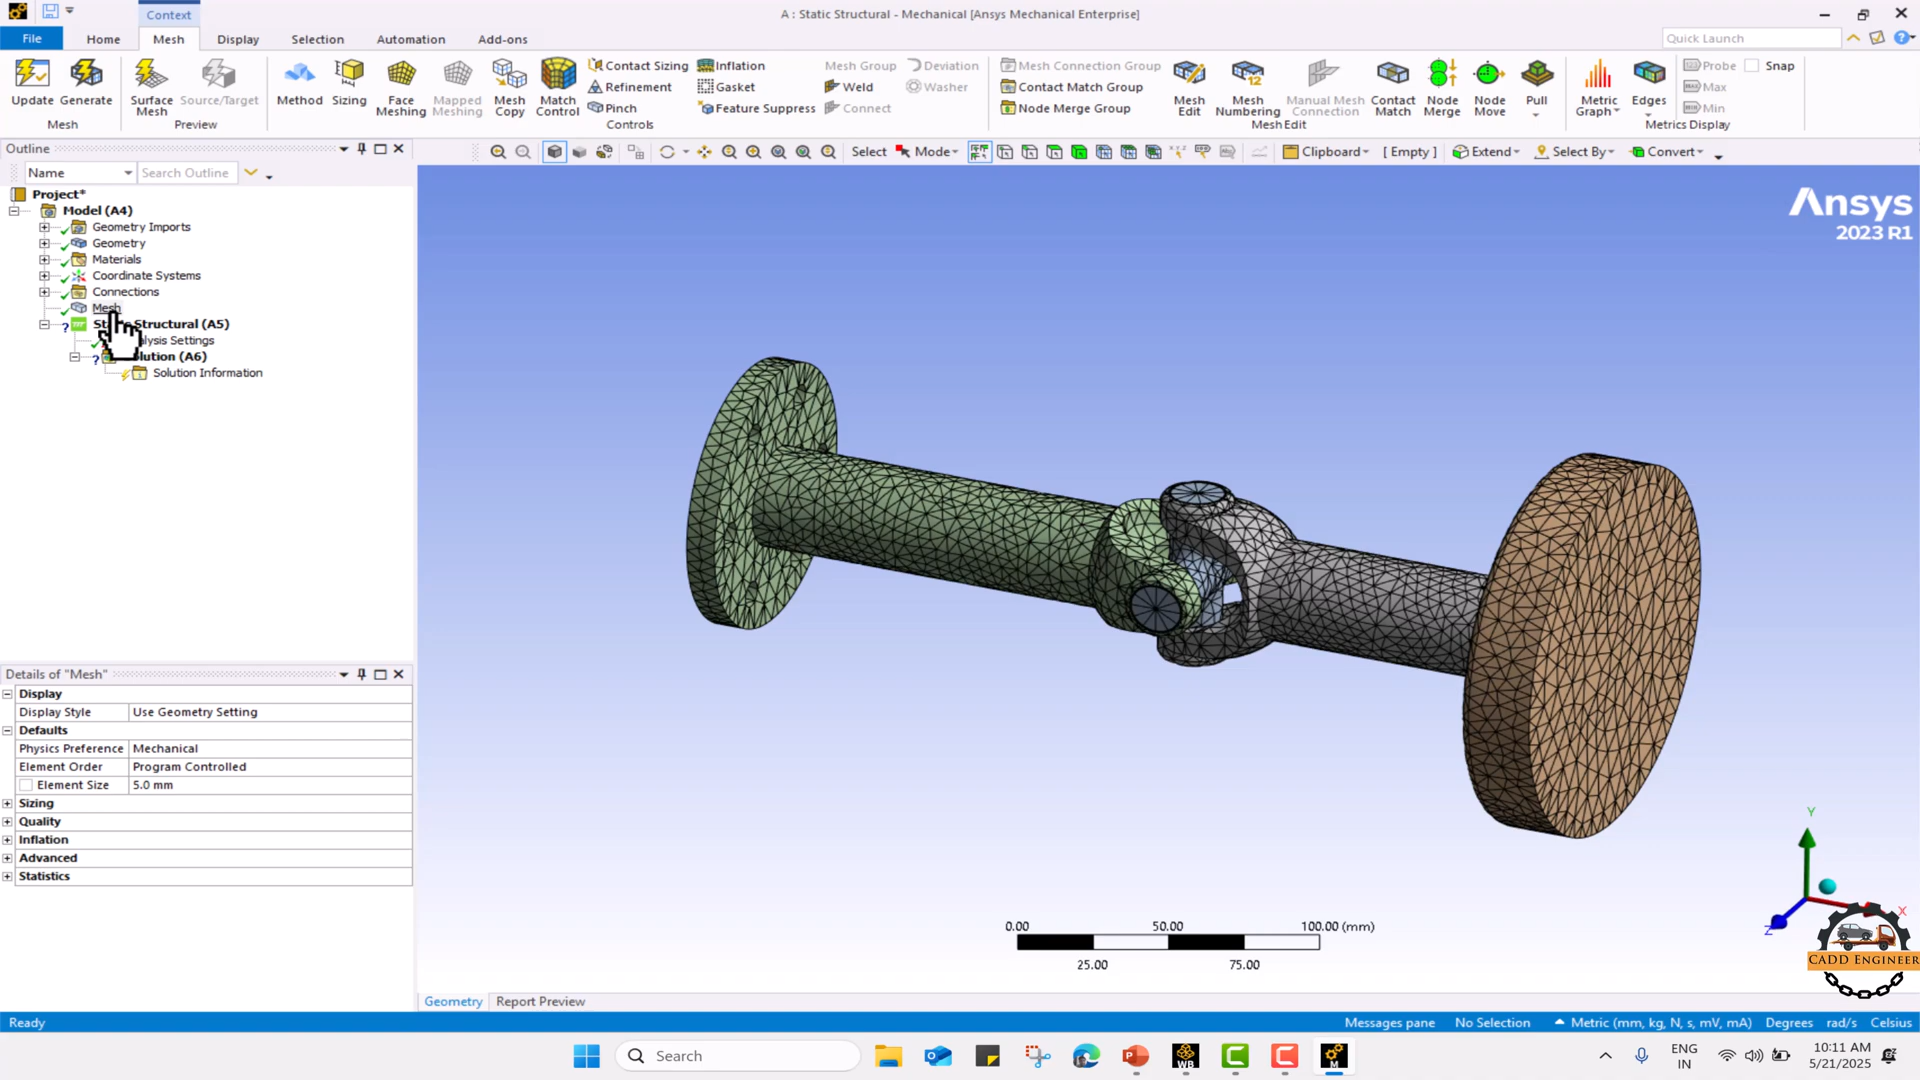 Context
A : Static Structural - Mechanical [Ansys Mechanical Enterprise]
File Home Mesh Display Selection Automation Add-ons
Quick Launch
Update Generate
Mesh
Surface Mesh Source/Target
Preview
Method Sizing Face Meshing Mapped Meshing Mesh Copy Match Control
Contact Sizing Inflation
Refinement Gasket
Pinch Feature Suppress
Controls
Mesh Group Deviation
Weld Washer
Connect
Mesh Connection Group
Contact Match Group
Node Merge Group
Mesh Edit Mesh Numbering Manual Mesh Connection Contact Match Node Merge Node Move Pull
Mesh Edit
Metric Graph Edges
Probe Snap
Max
Min
Metrics Display
Outline
Name Search Outline
Select Mode Clipboard [ Empty ] Extend Select By Convert
Project*
Model (A4)
Geometry Imports
Geometry
Materials
Coordinate Systems
Connections
Mesh
Structural (A5)
Settings
Solution Information
Details of "Mesh"
Display
Display Style Use Geometry Setting
Defaults
Physics Preference Mechanical
Element Order Program Controlled
Element Size 5.0 mm
Sizing
Quality
Inflation
Advanced
Statistics
Ansys
2023 R1
0.00 50.00 100.00 (mm)
25.00 75.00
Y
X
Z
CADD ENGINEER
Geometry Report Preview
Ready
Messages pane No Selection Metric (mm, kg, N, s, mV, mA) Degrees rad/s Celsius
Search
WB
M
ENG
IN
10:11 AM
5/21/2025